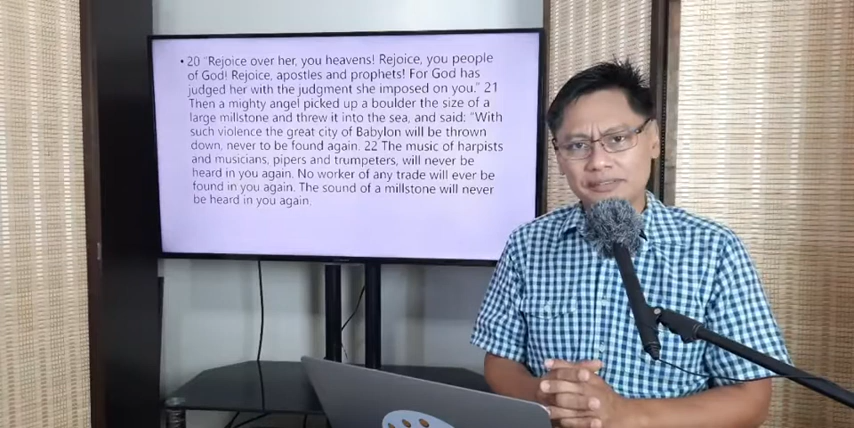 • 20 "Rejoice over her, you heavens! Rejoice, you people
of God! Rejoice, apostles and prophets! For God has
judged her with the judgment she imposed on you." 21
Then a mighty angel picked up a boulder the size of a
large millstone and threw it into the sea, and said: "With
such violence the great city of Babylon will be thrown
down, never to be found again. 22 The music of harpists
and musicians, pipers and trumpeters, will never be
heard in you again. No worker of any trade will ever be
found in you again. The sound of a millstone will never
be heard in you again.